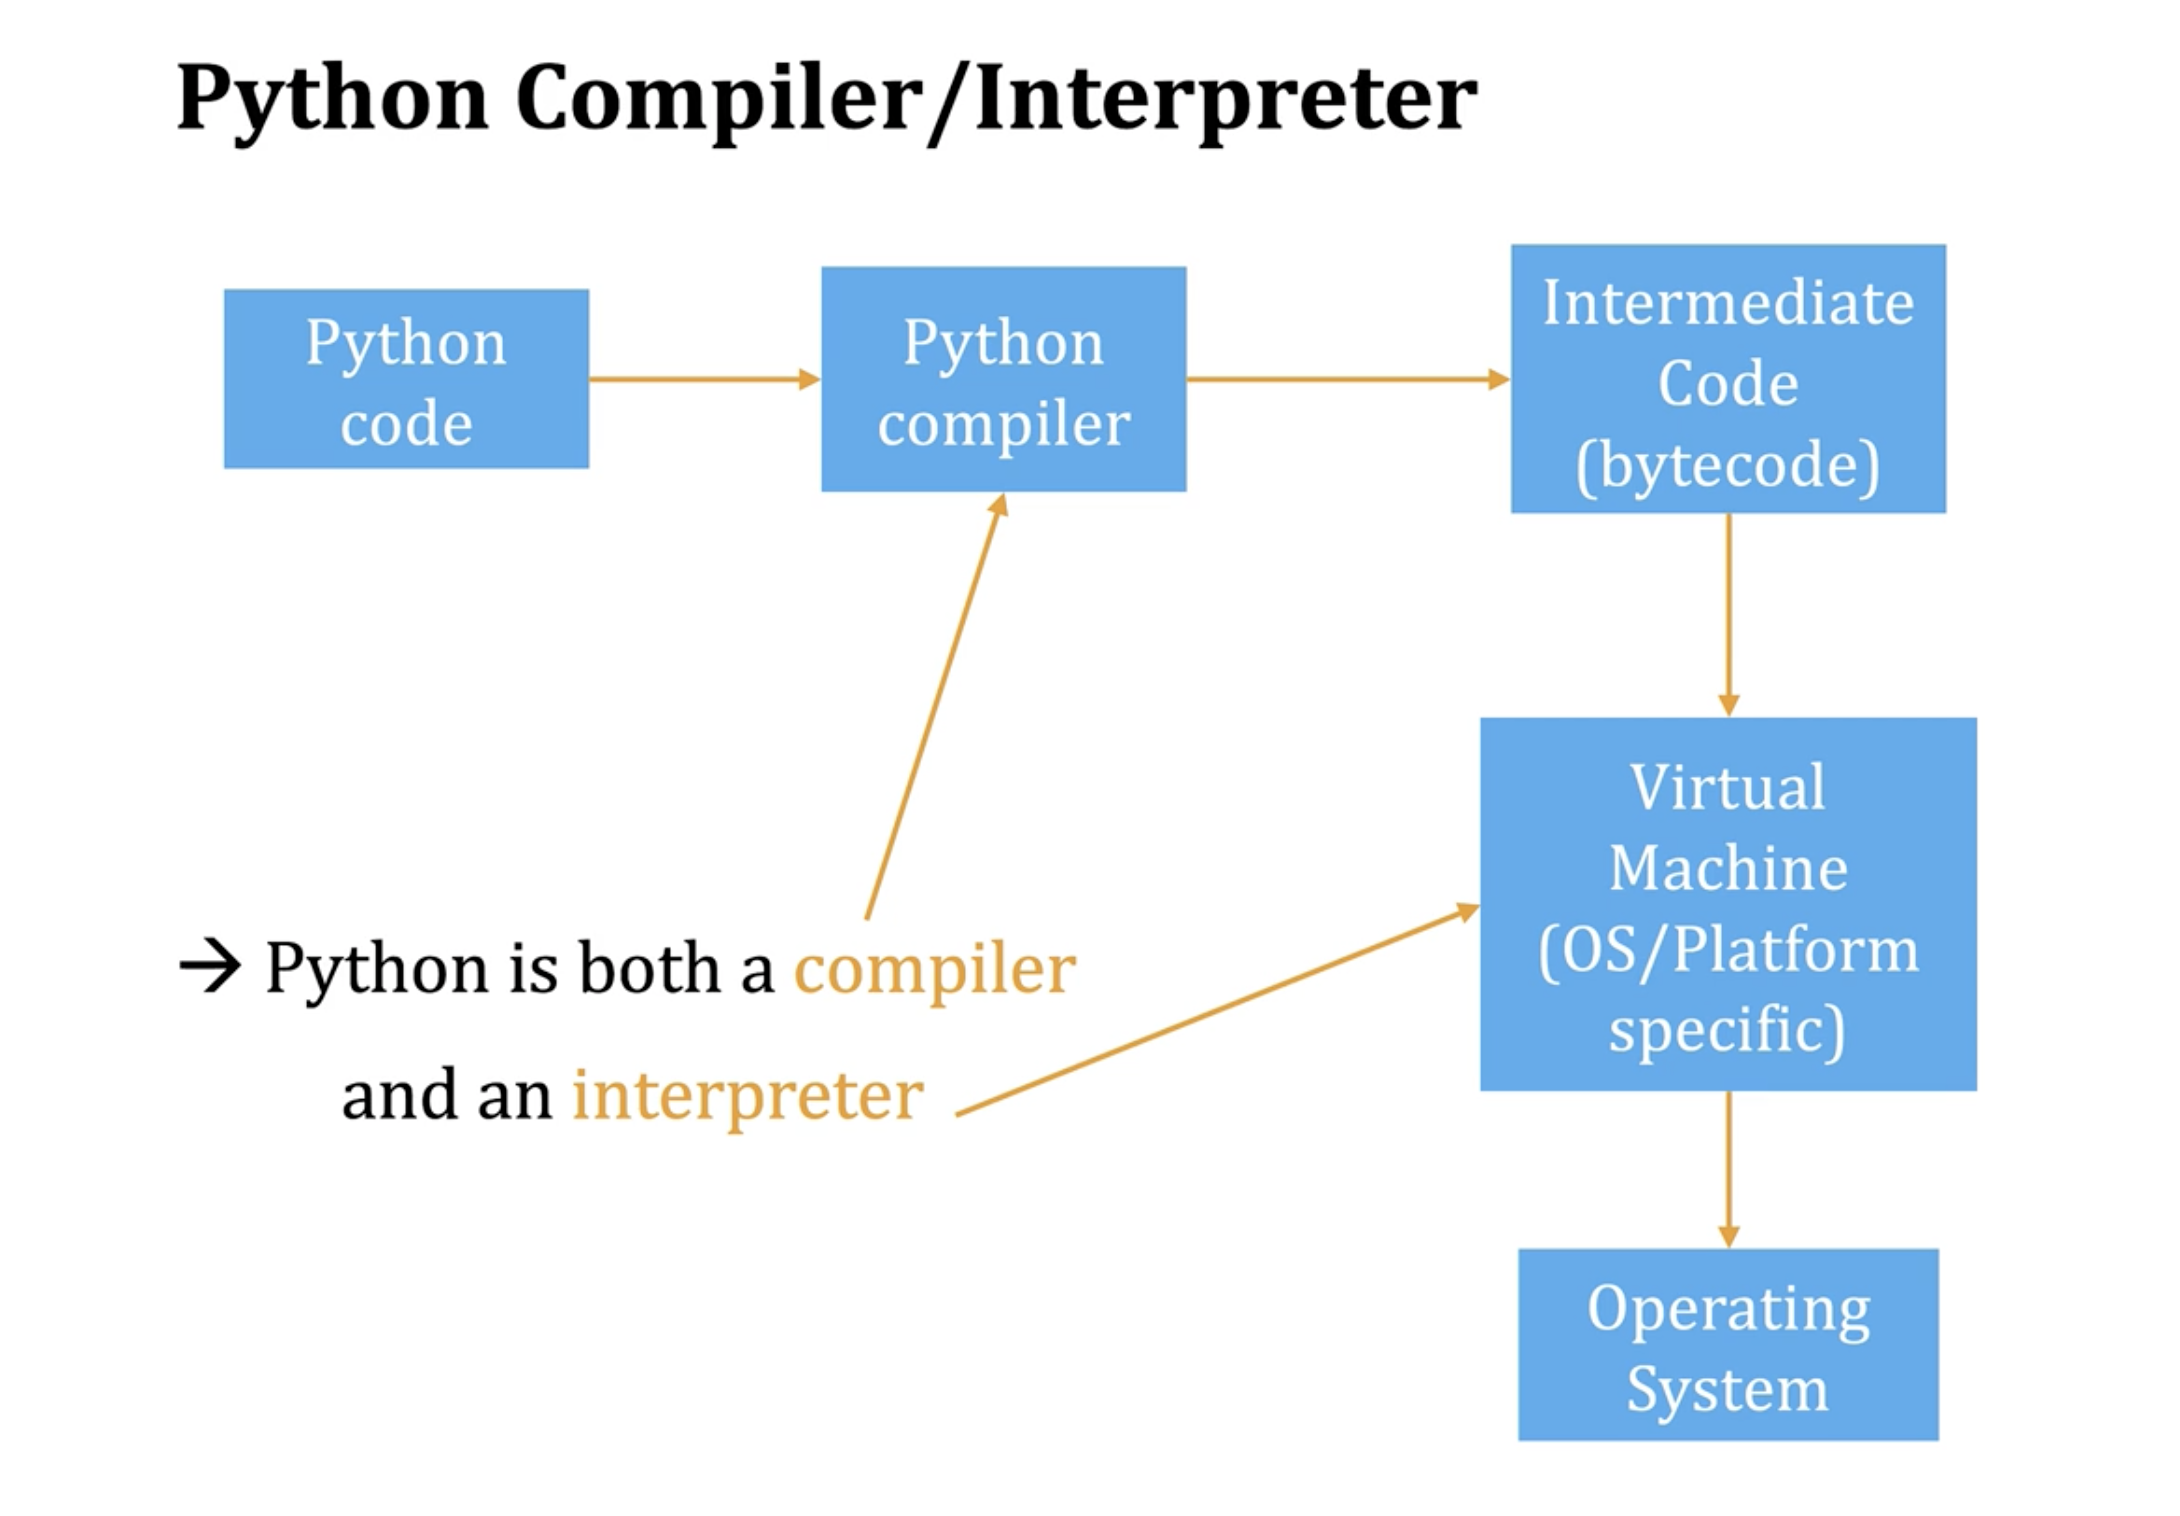 Python Compiler/Interpreter
Python
code
Python
compiler
Intermediate
Code
(bytecode)
Virtual
Machine
(OS/Platform
specific)
→ Python is both a compiler
and an interpreter
Operating
System